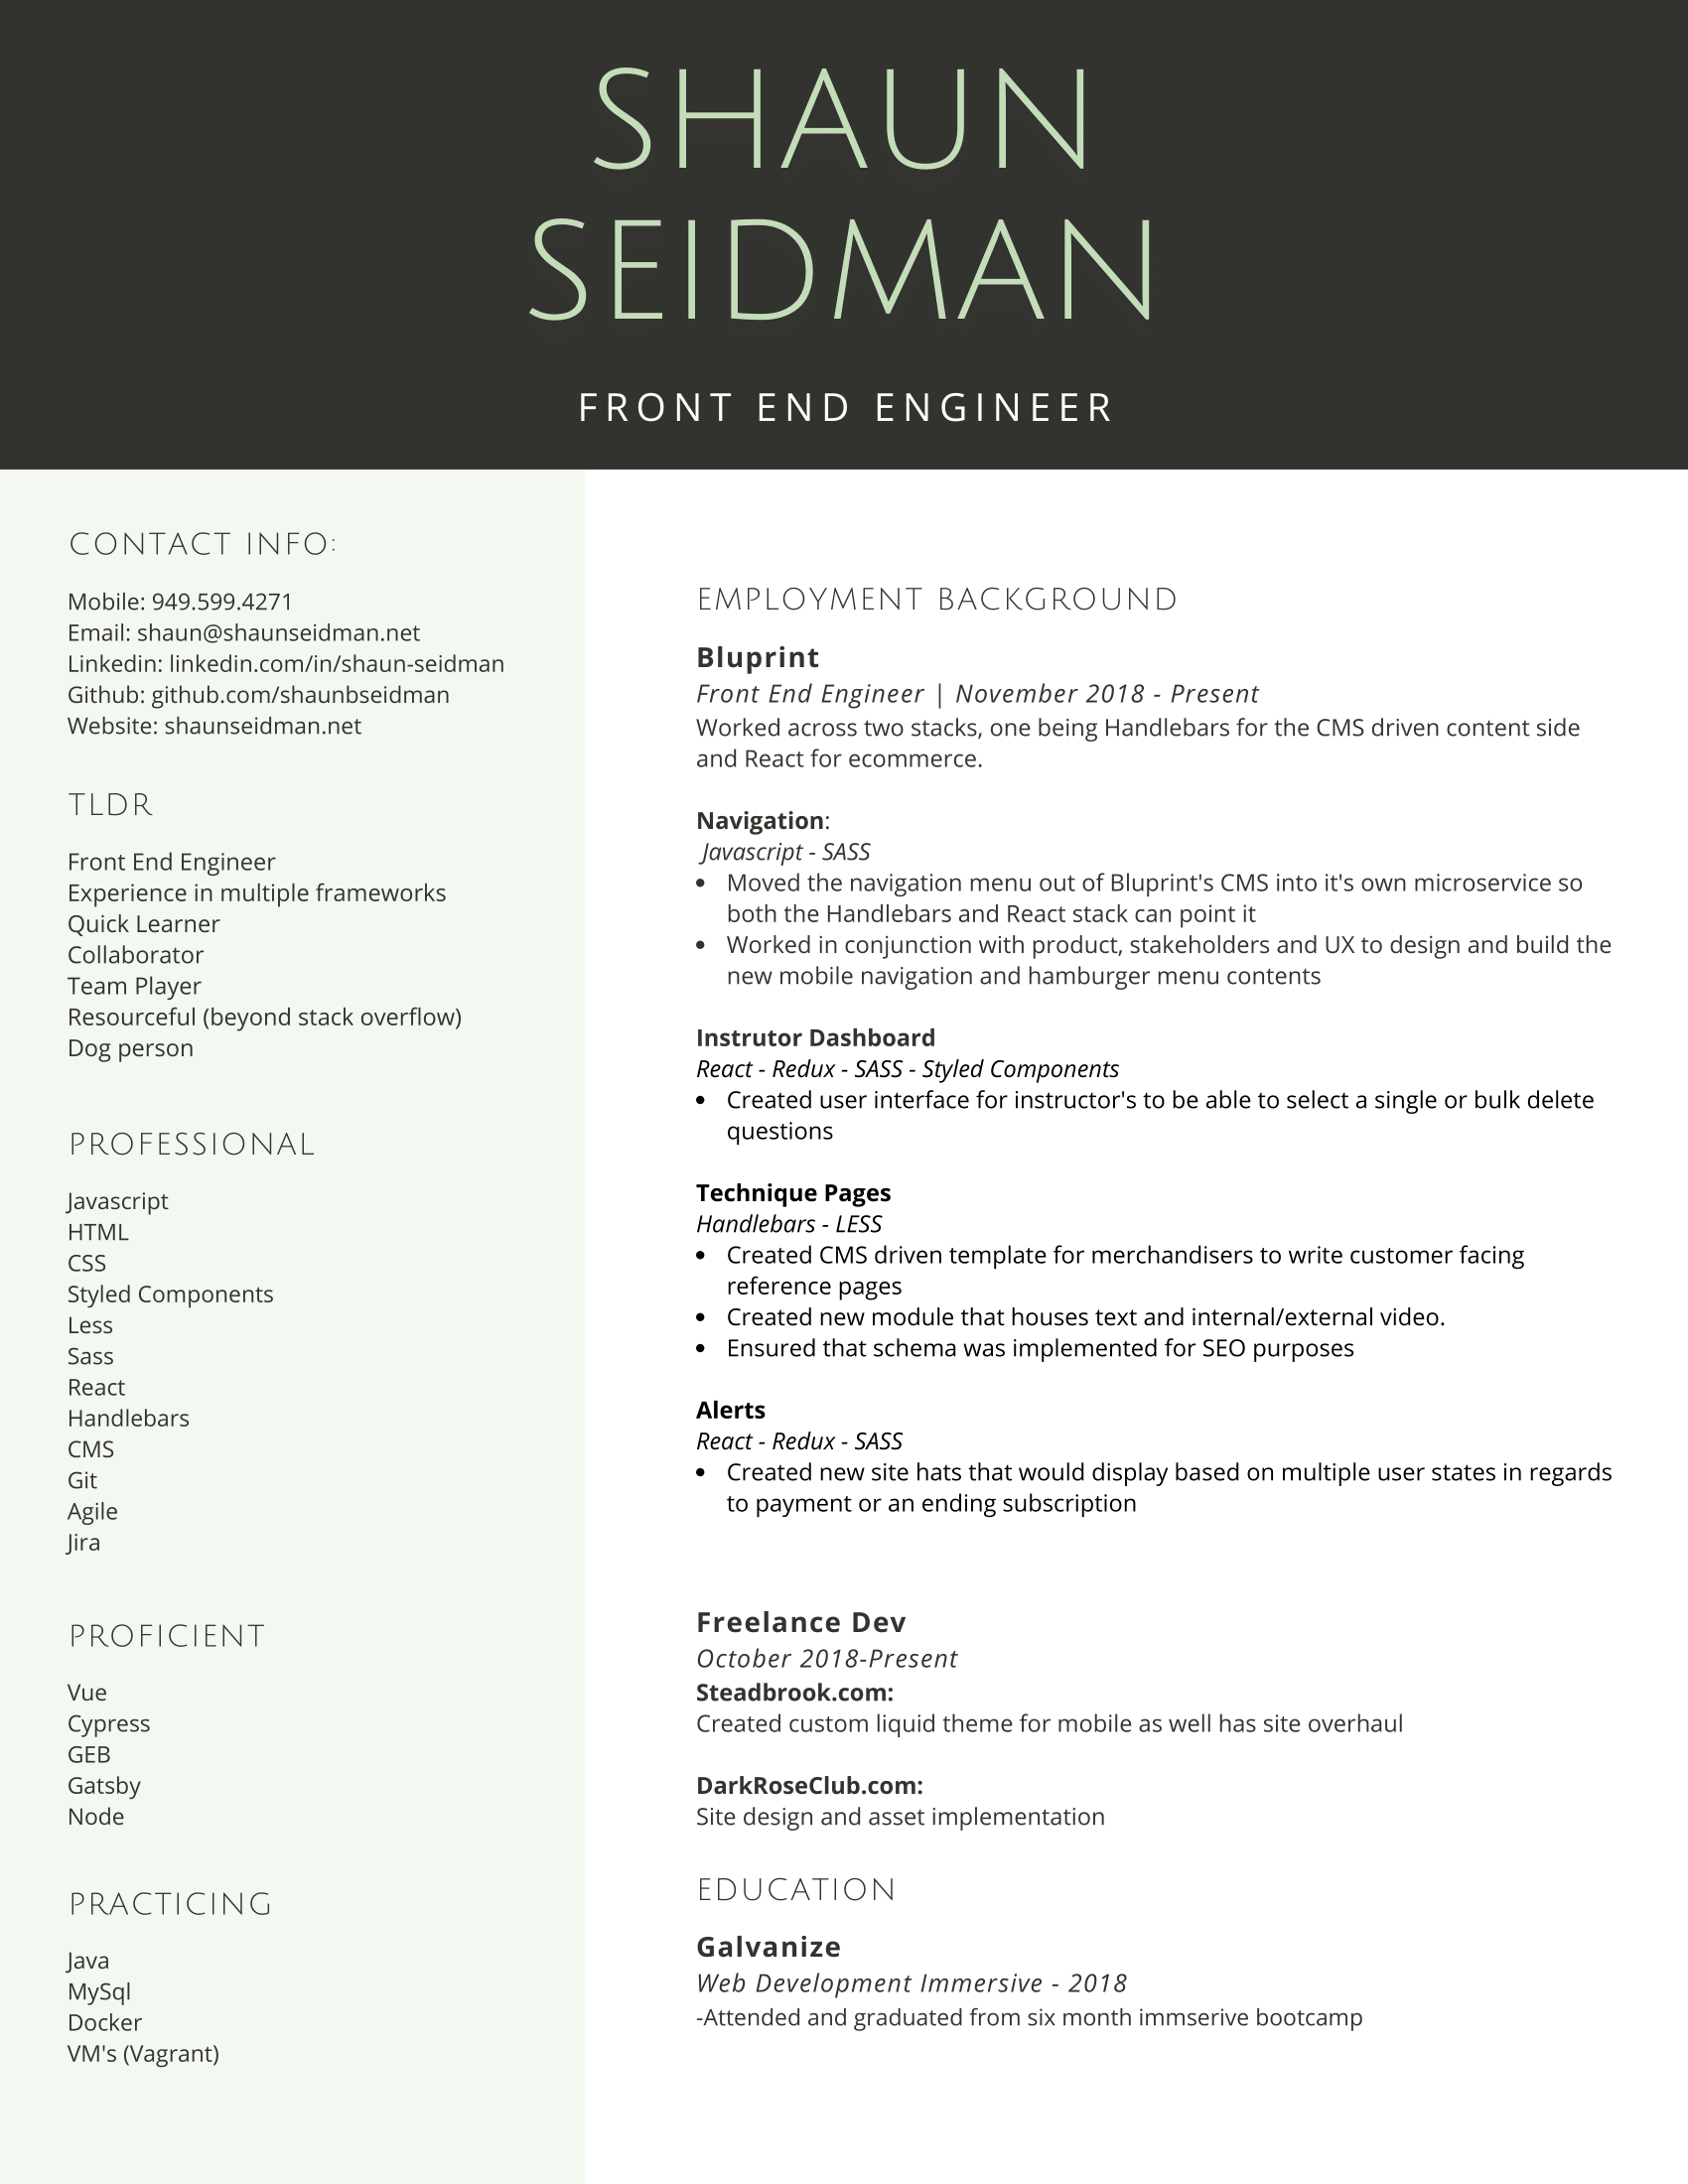 SHAUN
SEIDMAN
FRONT END ENGINEER
CONTACT INFO:
Mobile: 949.599.4271
Email: shaun@shaunseidman.net
Linkedin: linkedin.com/in/shaun-seidman
Github: github.com/shaunbseidman
Website: shaunseidman.net
TLDR
Front End Engineer
Experience in multiple frameworks
Quick Learner
Collaborator
Team Player
Resourceful (beyond stack overflow)
Dog person
PROFESSIONAL
Javascript
HTML
CSS
Styled Components
Less
Sass
React
Handlebars
CMS
Git
Agile
Jira
PROFICIENT
Vue
Cypress
GEB
Gatsby
Node
PRACTICING
Java
MySql
Docker
VM's (Vagrant)
EMPLOYMENT BACKGROUND
Bluprint
Front End Engineer | November 2018 - Present
Worked across two stacks, one being Handlebars for the CMS driven content side
and React for ecommerce.
Navigation:
Javascript - SASS
• Moved the navigation menu out of Bluprint's CMS into it's own microservice so
both the Handlebars and React stack can point it
• Worked in conjunction with product, stakeholders and UX to design and build the
new mobile navigation and hamburger menu contents
Instrutor Dashboard
React - Redux - SASS - Styled Components
• Created user interface for instructor's to be able to select a single or bulk delete
questions
Technique Pages
Handlebars - LESS
• Created CMS driven template for merchandisers to write customer facing
reference pages
• Created new module that houses text and internal/external video.
• Ensured that schema was implemented for SEO purposes
Alerts
React - Redux - SASS
• Created new site hats that would display based on multiple user states in regards
to payment or an ending subscription
Freelance Dev
October 2018-Present
Steadbrook.com:
Created custom liquid theme for mobile as well has site overhaul
DarkRoseClub.com:
Site design and asset implementation
EDUCATION
Galvanize
Web Development Immersive - 2018
-Attended and graduated from six month immserive bootcamp